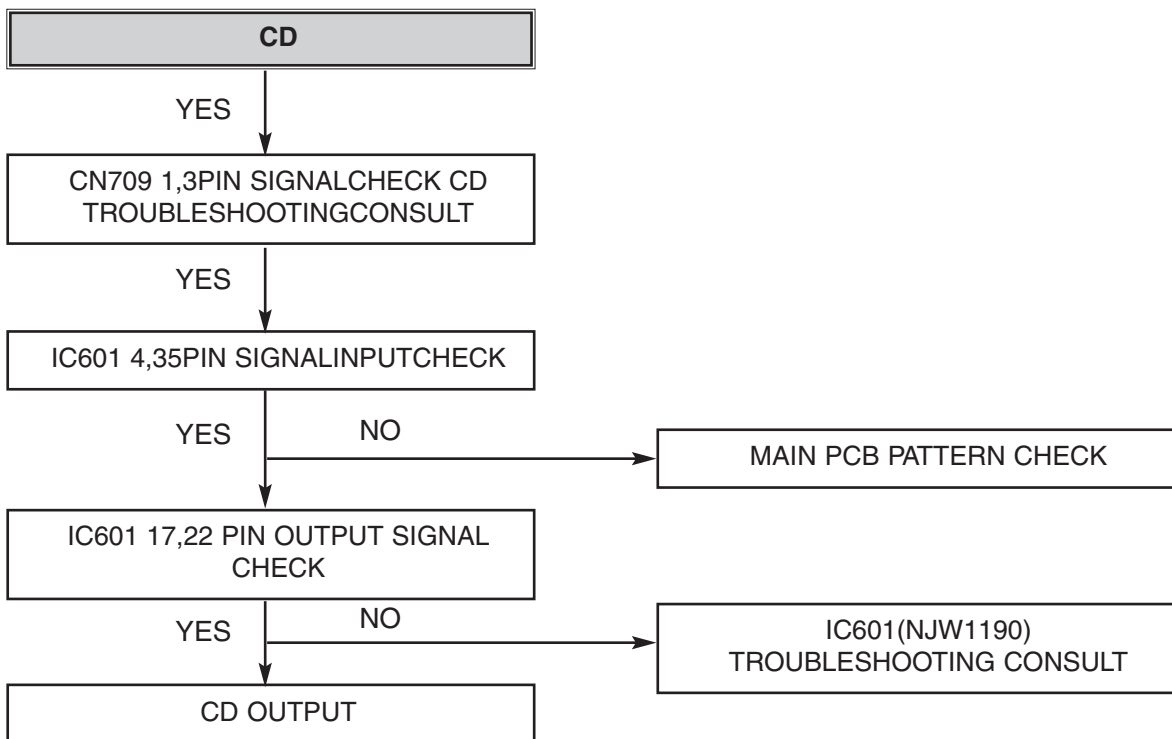 CD
YES
CN709 1,3PIN SIGNALCHECK CD
TROUBLESHOOTINGCONSULT
YES
IC601 4,35PIN SIGNALINPUTCHECK
YES
NO
MAIN PCB PATTERN CHECK
IC601 17,22 PIN OUTPUT SIGNAL
CHECK
YES
NO
IC601(NJW1190)
TROUBLESHOOTING CONSULT
CD OUTPUT